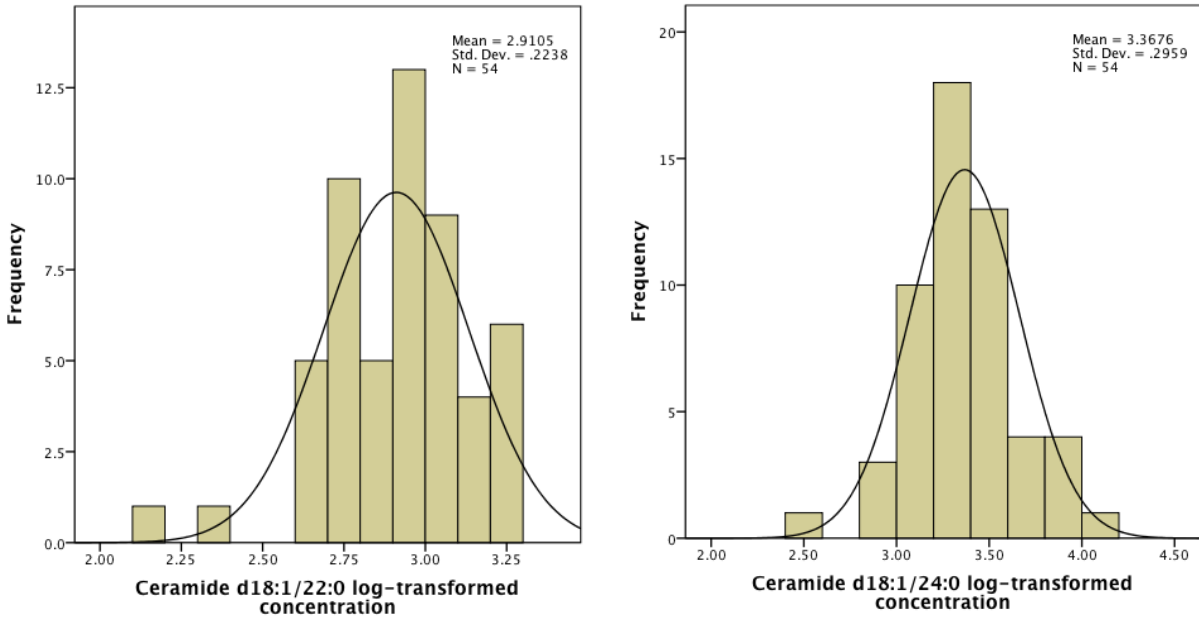 Mean = 2.9105
Std. Dev. = .2238
N = 54
12.5
10.0
7.5
5.0
2.5
0.0
Frequency
2.00 2.25 2.50 2.75 3.00 3.25
Ceramide d18:1/22:0 log-transformed
concentration
Mean = 3.3676
Std. Dev. = .2959
N = 54
20
15
10
5
0
Frequency
2.00 2.50 3.00 3.50 4.00 4.50
Ceramide d18:1/24:0 log-transformed
concentration